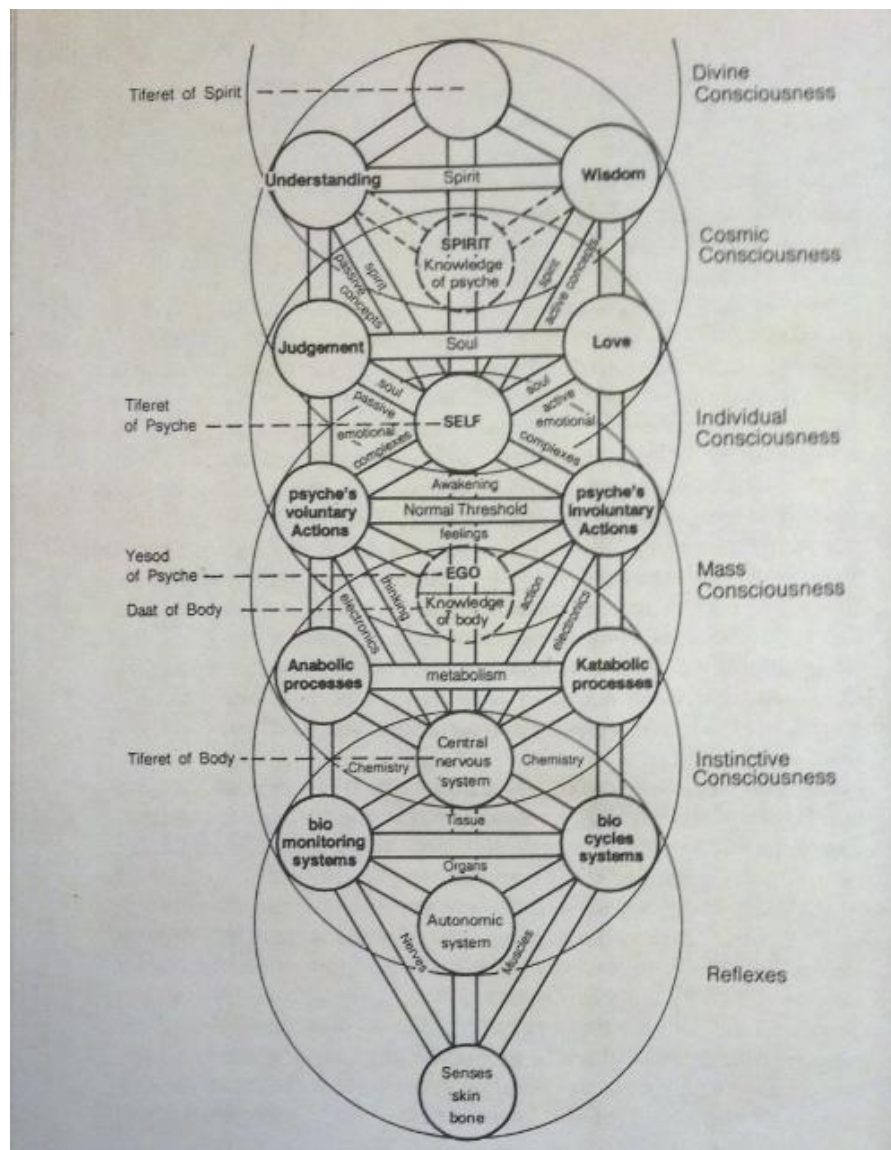 Divine
Consciousness
Tiferet of Spirit
Understanding
Spirit
Wisdom
Cosmic
Consciousness
SPIRIT
Knowledge
of psyche
spirit
passive
concepts
spirit
active concepts
Judgement
Soul
Love
soul
passive
emotional
complexes
soul
active
emotional
complexes
Tiferet
of Psyche
SELF
Individual
Consciousness
Awakening
psyche's
voluntary
Actions
Normal Threshold
psyche's
involuntary
Actions
feelings
Yesod
of Psyche
EGO
Mass
Consciousness
Daat of Body
Knowledge
of body
thinking
electronics
action
electronics
Anabolic
processes
metabolism
Katabolic
processes
Tiferet of Body
Chemistry
Central
nervous
system
Chemistry
Instinctive
Consciousness
Tissue
bio
monitoring
systems
bio
cycles
systems
Organs
Autonomic
system
Nerves
Muscles
Reflexes
Senses
skin
bone